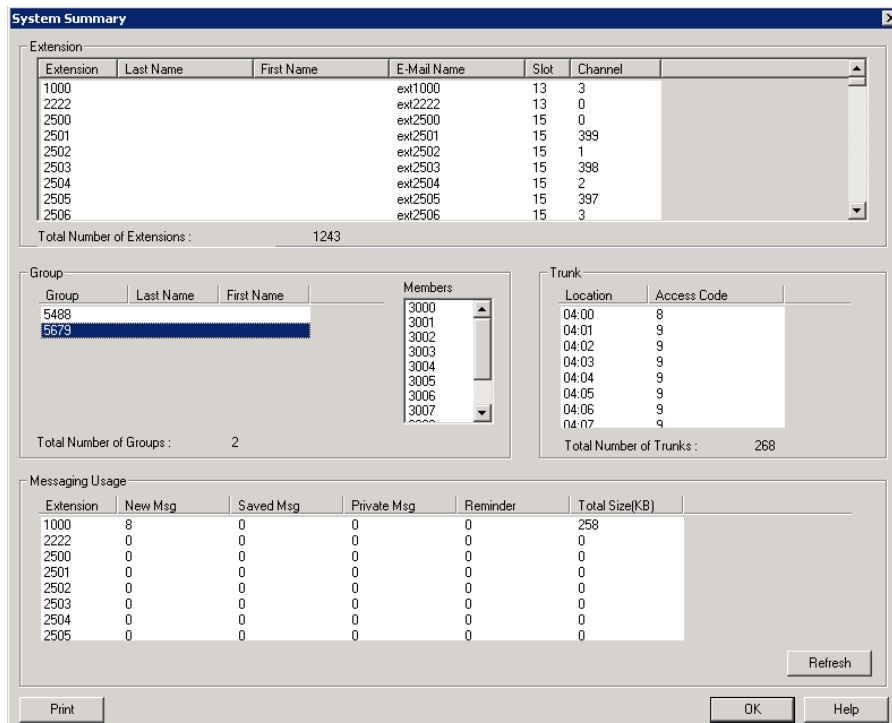 System Summary
Extension
Extension Last Name First Name E-Mail Name Slot Channel
1000 ext1000 13 3
2222 ext2222 13 0
2500 ext2500 15 0
2501 ext2501 15 399
2502 ext2502 15 1
2503 ext2503 15 398
2504 ext2504 15 2
2505 ext2505 15 397
2506 ext2506 15 3
Total Number of Extensions : 1243
Group
Group Last Name First Name
5488
5679
Members
3000
3001
3002
3003
3004
3005
3006
3007
Total Number of Groups : 2
Trunk
Location Access Code
04:00 8
04:01 9
04:02 9
04:03 9
04:04 9
04:05 9
04:06 9
04:07 9
Total Number of Trunks : 268
Messaging Usage
Extension New Msg Saved Msg Private Msg Reminder Total Size(KB)
1000 8 0 0 0 258
2222 0 0 0 0 0
2500 0 0 0 0 0
2501 0 0 0 0 0
2502 0 0 0 0 0
2503 0 0 0 0 0
2504 0 0 0 0 0
2505 0 0 0 0 0
Refresh
Print OK Help